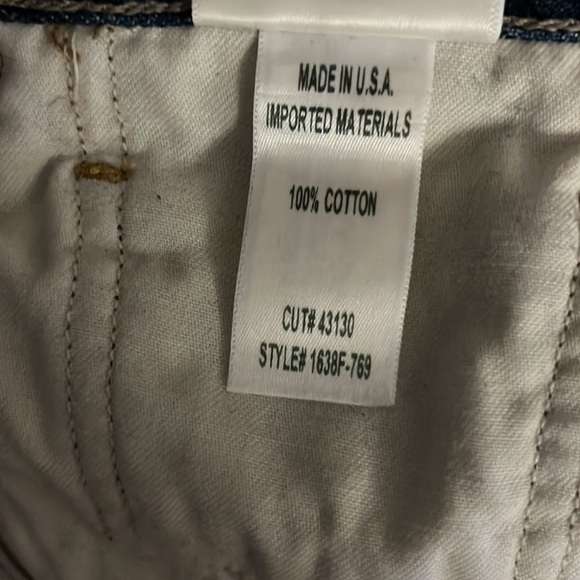 MADE IN U.S.A.
IMPORTED MATERIALS
100% COTTON
CUT# 43130
STYLE# 1638F-769